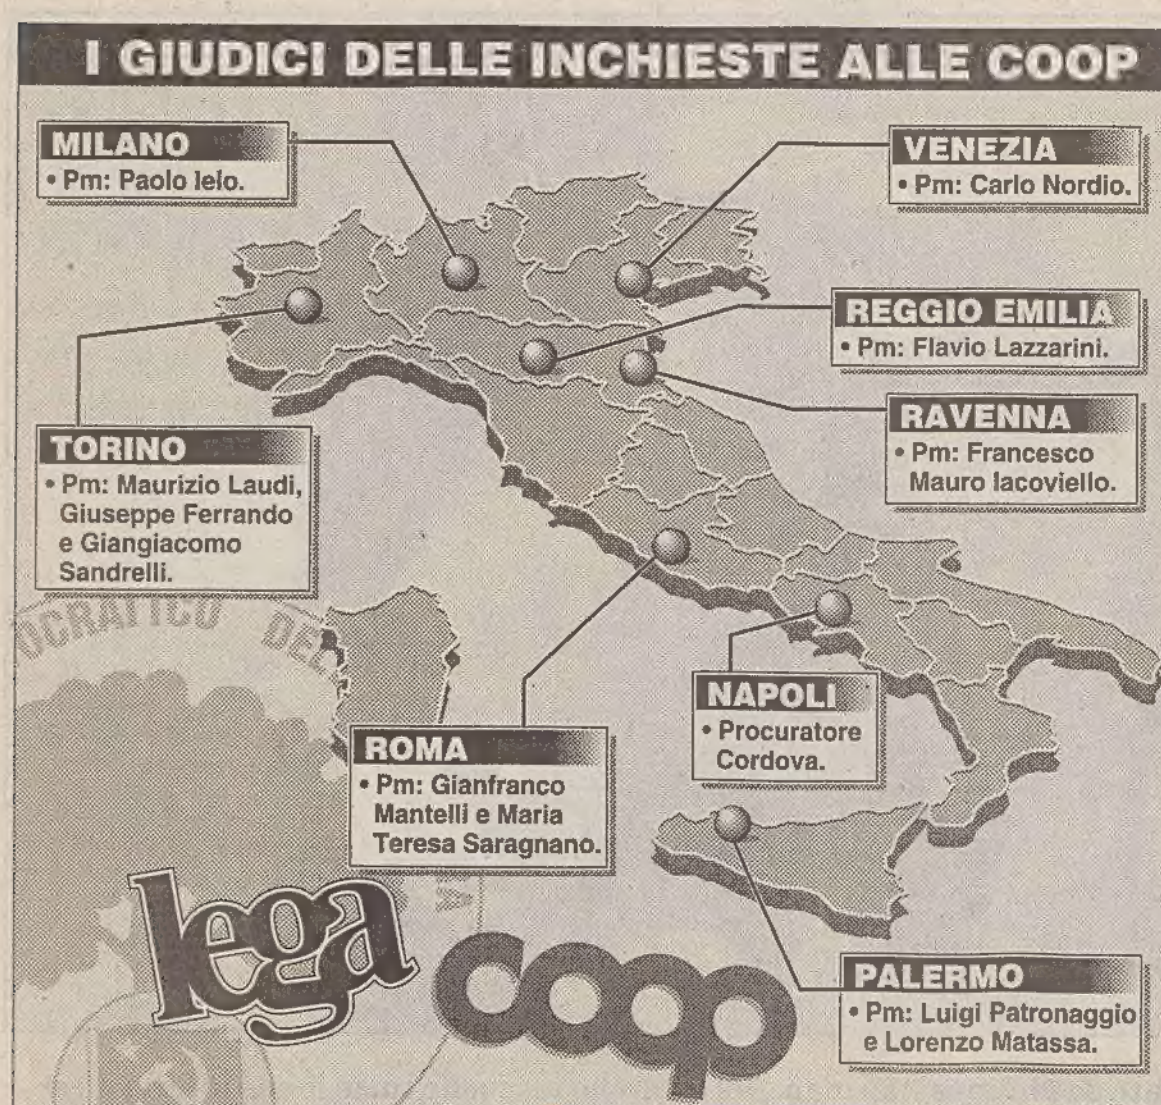 I GIUDICI DELLE INCHIESTE ALLE COOP
MILANO
• Pm: Paolo Ielo.
VENEZIA
• Pm: Carlo Nordio.
REGGIO EMILIA
• Pm: Flavio Lazzarini.
RAVENNA
• Pm: Francesco
Mauro Iacoviello.
TORINO
• Pm: Maurizio Laudi,
Giuseppe Ferrando
e Giangiacomo
Sandrelli.
OCRATICO DEL
NAPOLI
• Procuratore
Cordova.
ROMA
• Pm: Gianfranco
Mantelli e Maria
Teresa Saragnano.
lega
coop
PALERMO
• Pm: Luigi Patronaggio
e Lorenzo Matassa.